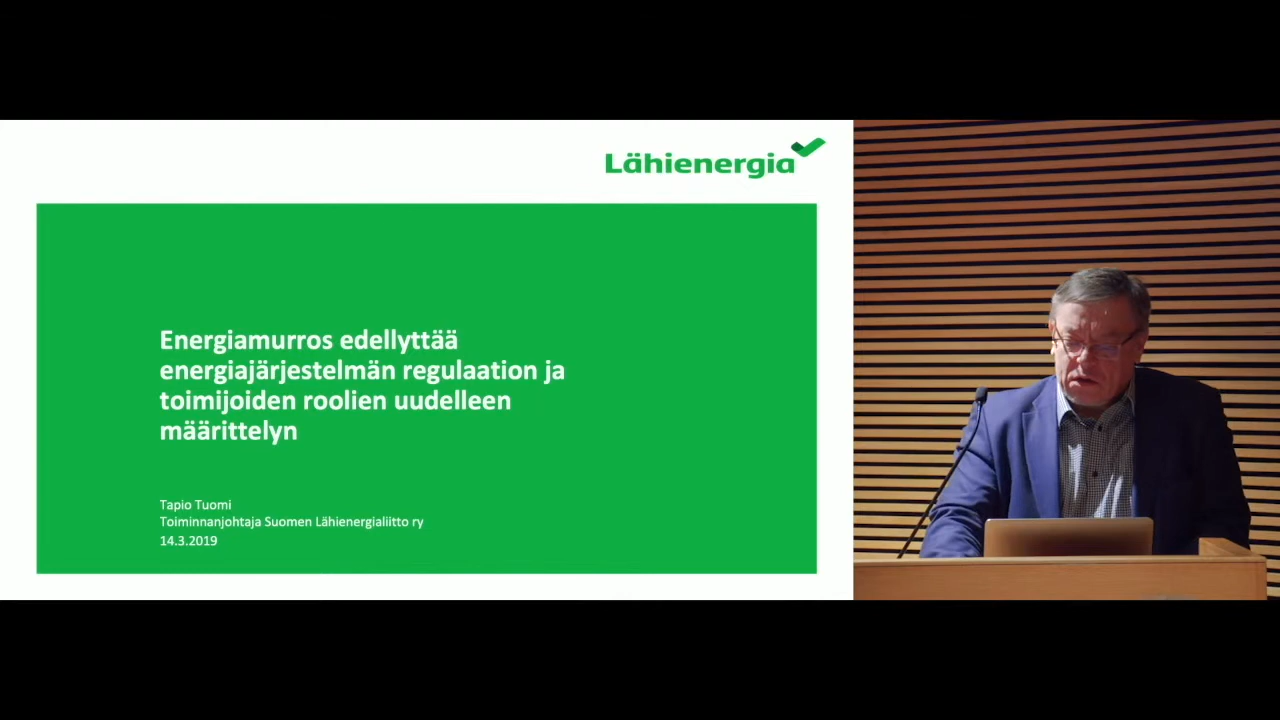 Lähienergia
Energiamurros edellyttää
energiajärjestelmän regulaation ja
toimijoiden roolien uudelleen
määrittelyn
Tapio Tuomi
Toiminnanjohtaja Suomen Lähienergialiitto ry
14.3.2019